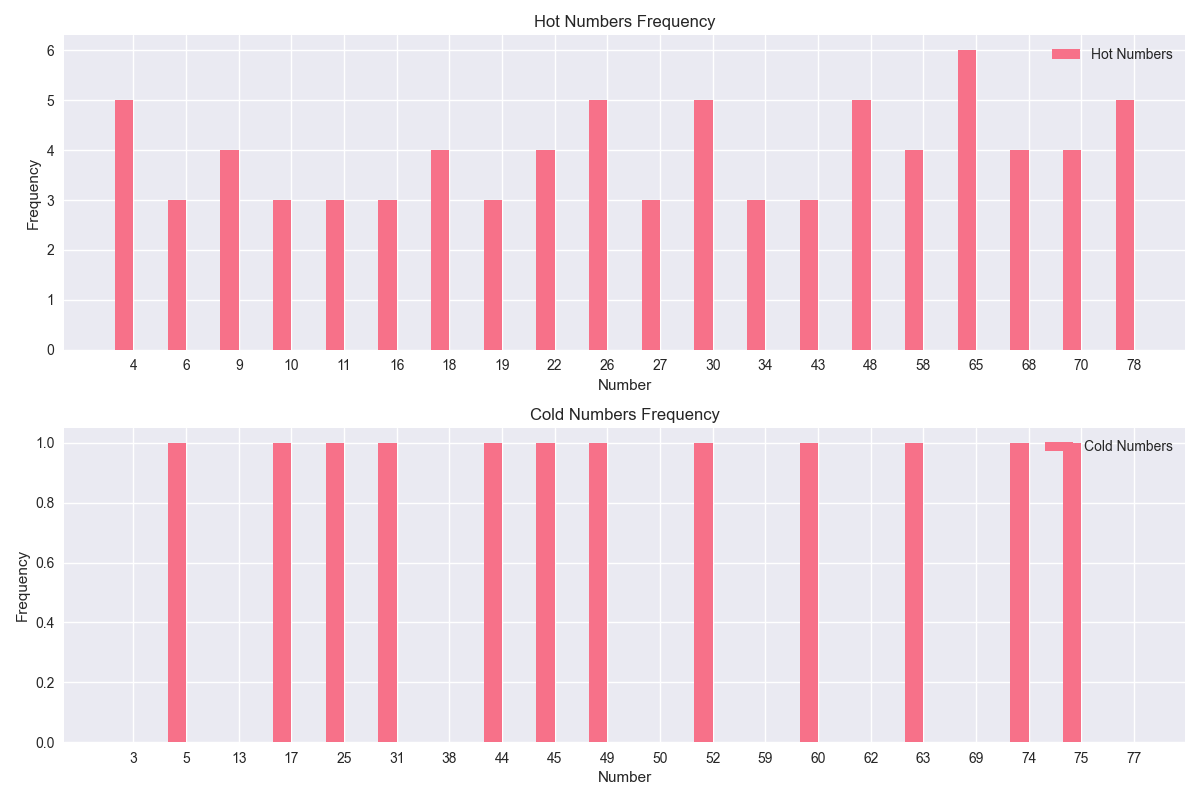 Hot Numbers Frequency
Hot Numbers
Frequency
6
5
4
3
2
1
0
4 6 9 10 11 16 18 19 22 26 27 30 34 43 48 58 65 68 70 78
Number
Cold Numbers Frequency
Cold Numbers
Frequency
1.0
0.8
0.6
0.4
0.2
0.0
3 5 13 17 25 31 38 44 45 49 50 52 59 60 62 63 69 74 75 77
Number